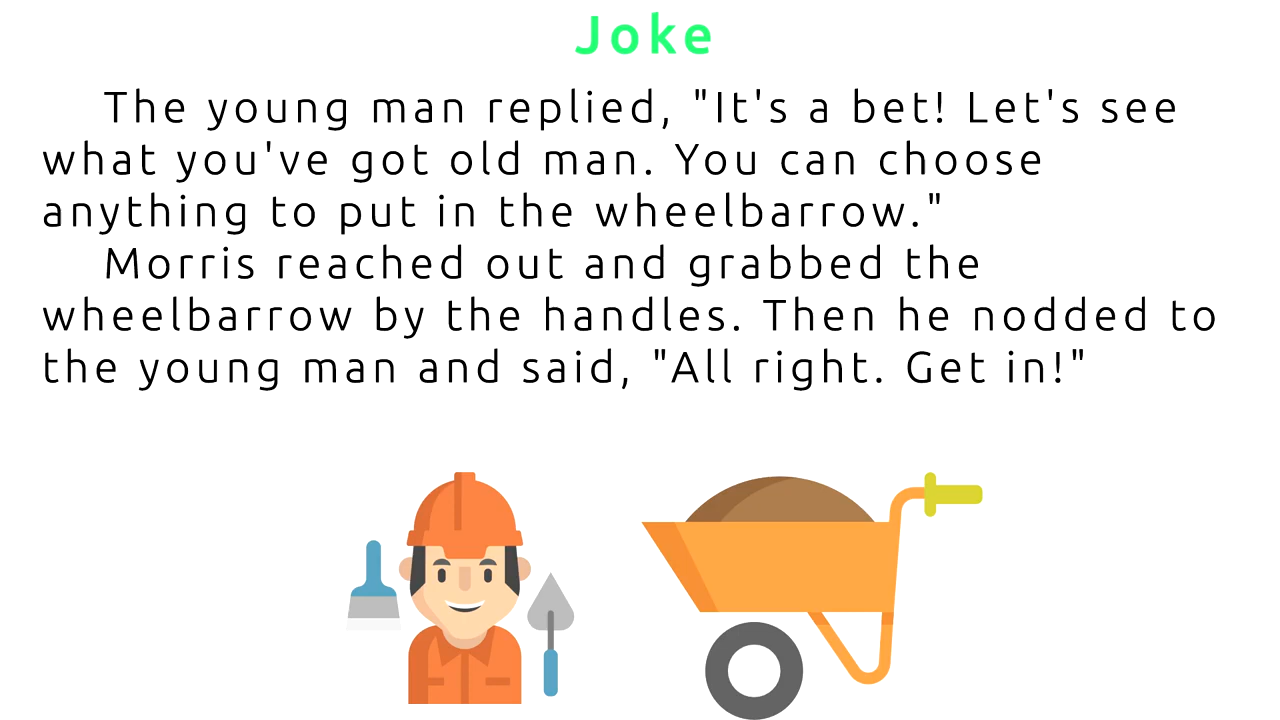 Joke
The young man replied, "It's a bet! Let's see
what you've got old man. You can choose
anything to put in the wheelbarrow."
Morris reached out and grabbed the
wheelbarrow by the handles. Then he nodded to
the young man and said, "All right. Get in!"